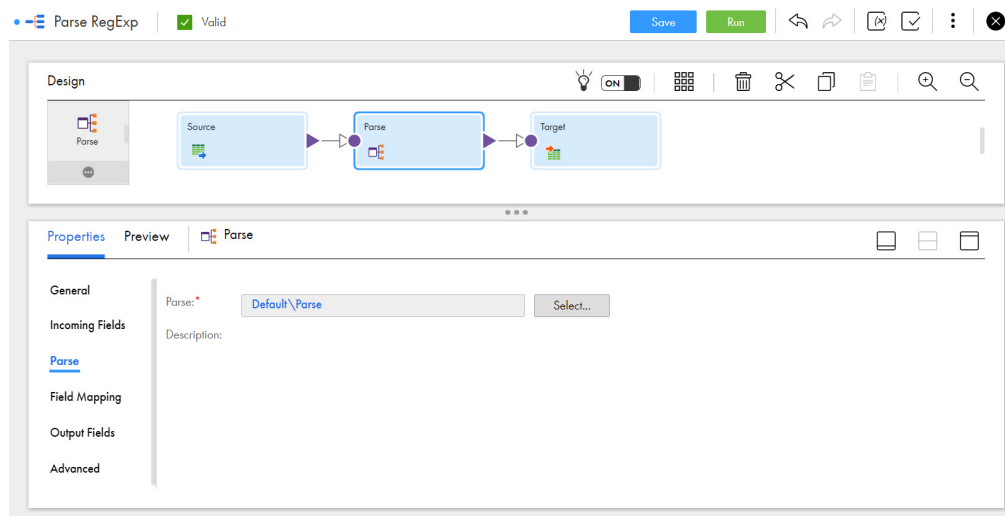 Parse RegExp
Valid
Save
Run
Design
ON
Parse
Source
Parse
Target
Properties
Preview
Parse
General
Incoming Fields
Parse
Field Mapping
Output Fields
Advanced
Parse:*
Default\Parse
Select...
Description: